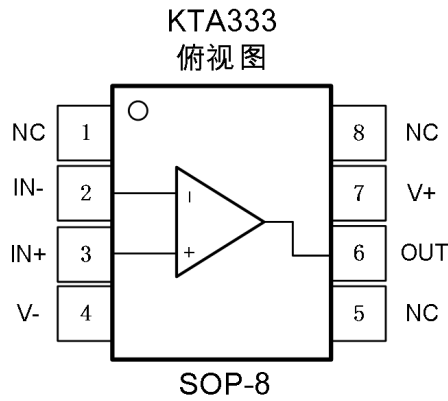 KTA333
俯视图
NC 1 8 NC
IN- 2 - 7 V+
IN+ 3 + 6 OUT
V- 4 5 NC
SOP-8